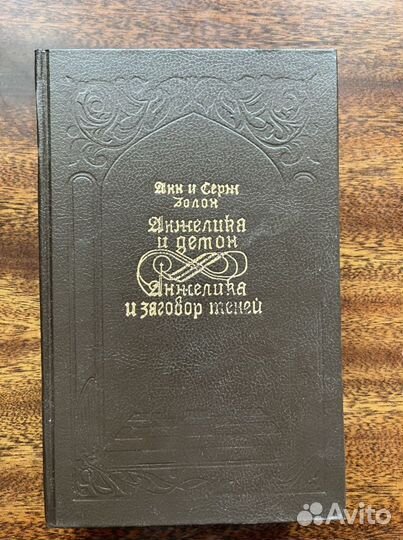 Анн и Серж
Голон
Анжелика
и демон
Анжелика
и заговор теней
Avito